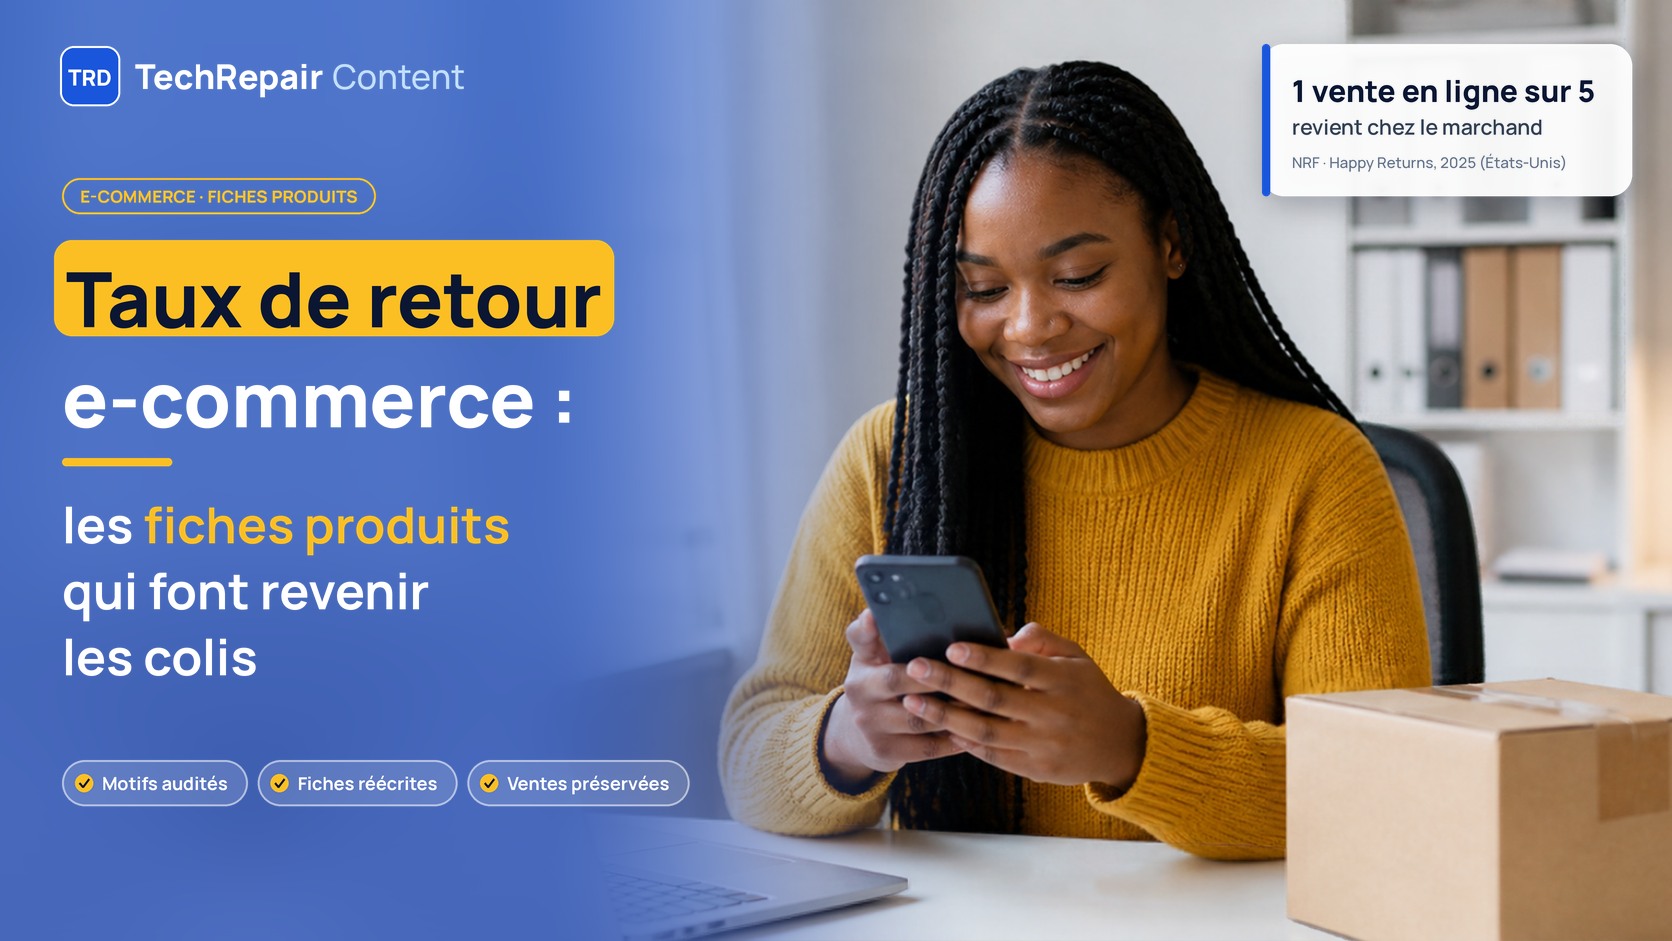 TRD
TechRepair Content
E-COMMERCE · FICHES PRODUITS
Taux de retour
e-commerce :
les fiches produits
qui font revenir
les colis
Motifs audités
Fiches réécrites
Ventes préservées
1 vente en ligne sur 5
revient chez le marchand
NRF · Happy Returns, 2025 (États-Unis)